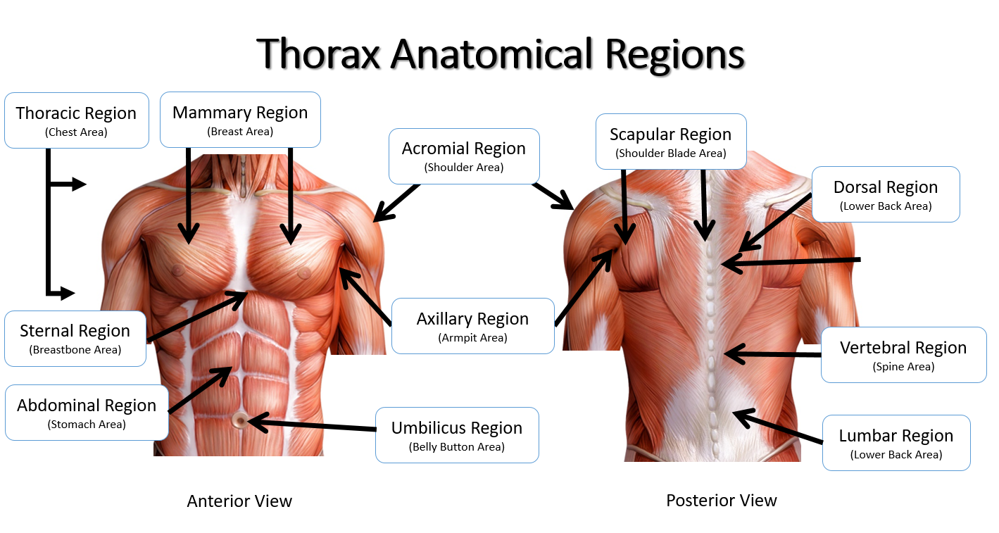 Thorax Anatomical Regions
Thoracic Region
(Chest Area)
Mammary Region
(Breast Area)
Acromial Region
(Shoulder Area)
Scapular Region
(Shoulder Blade Area)
Dorsal Region
(Lower Back Area)
Sternal Region
(Breastbone Area)
Axillary Region
(Armpit Area)
Vertebral Region
(Spine Area)
Abdominal Region
(Stomach Area)
Umbilicus Region
(Belly Button Area)
Lumbar Region
(Lower Back Area)
Anterior View
Posterior View